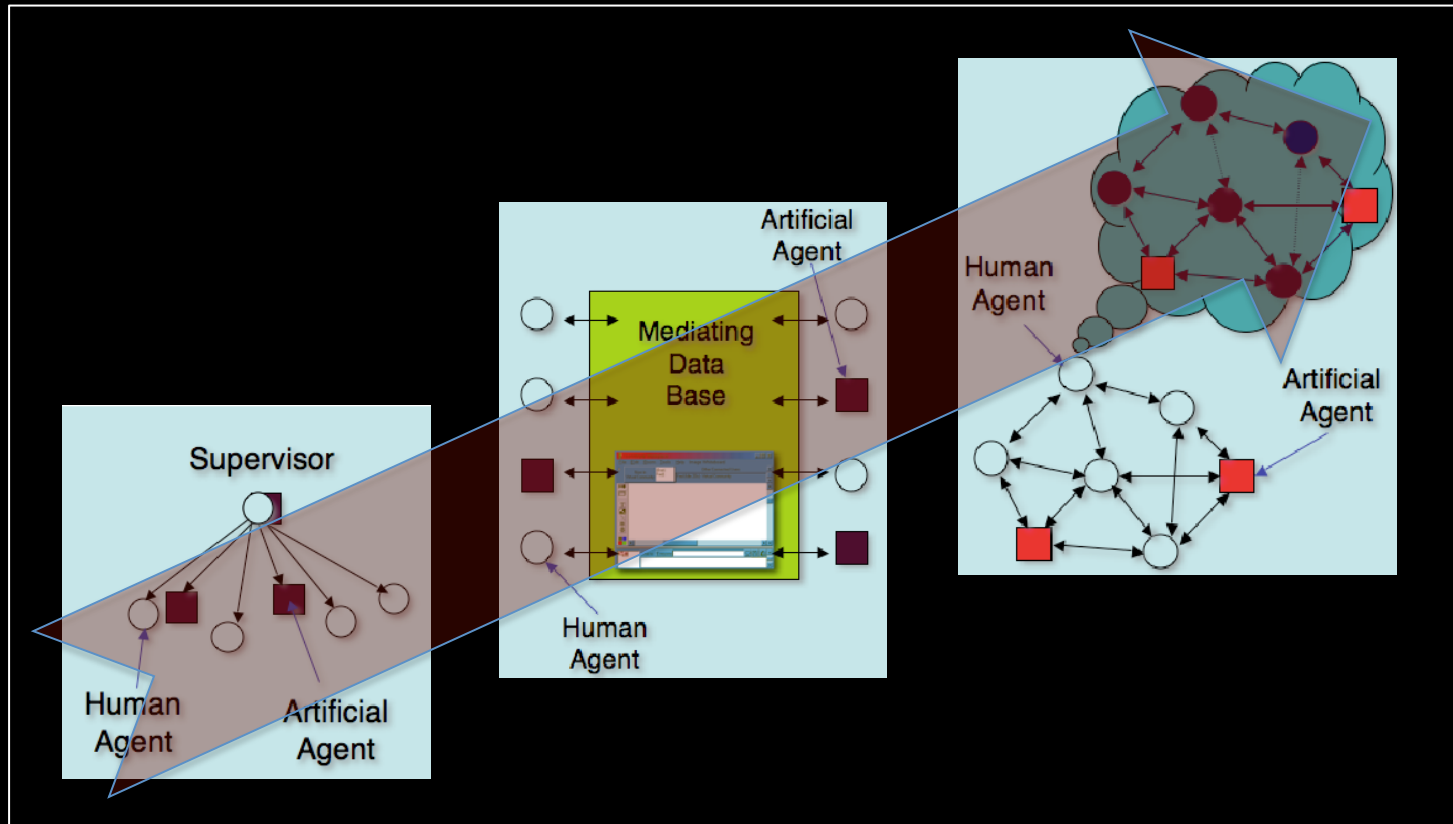 Supervisor
Human
Agent
Artificial
Agent
Artificial
Agent
Mediating
Data
Base
Human
Agent
Human
Agent
Artificial
Agent